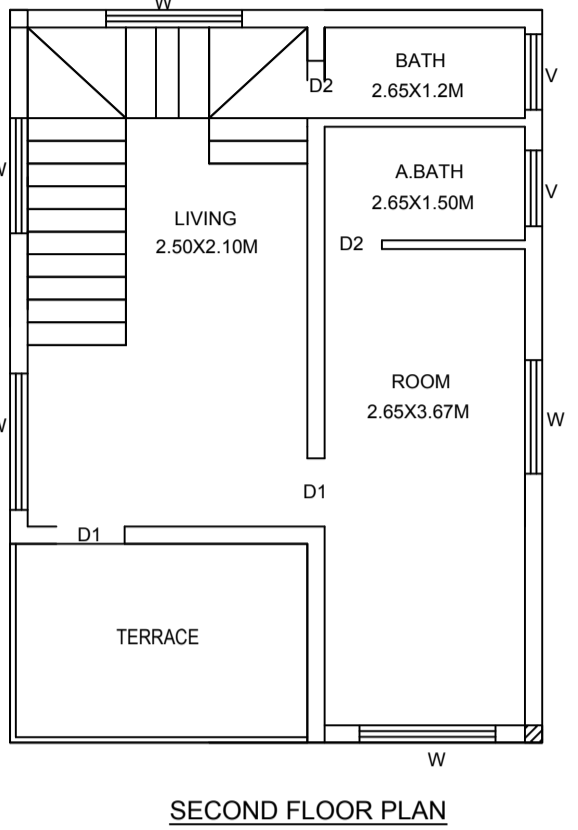 W
BATH
2.65X1.2M
V
D2
A.BATH
2.65X1.50M
V
W
LIVING
2.50X2.10M
D2
ROOM
2.65X3.67M
W
W
D1
D1
TERRACE
W
SECOND FLOOR PLAN